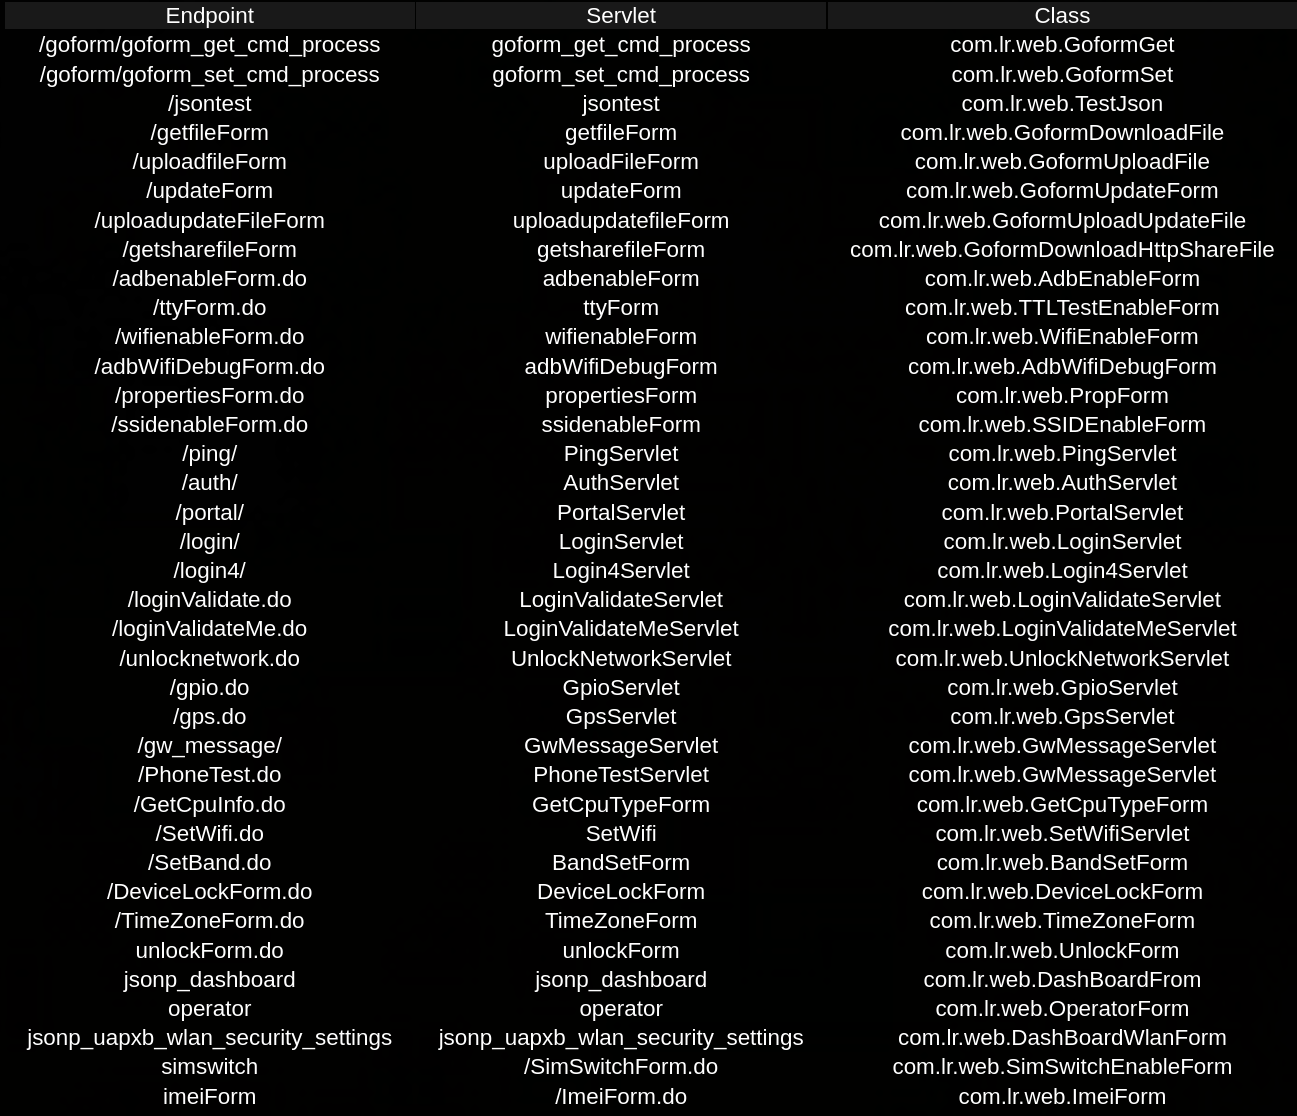 Endpoint Servlet Class
/goform/goform_get_cmd_process goform_get_cmd_process com.lr.web.GoformGet
/goform/goform_set_cmd_process goform_set_cmd_process com.lr.web.GoformSet
/jsontest jsontest com.lr.web.TestJson
/getfileForm getfileForm com.lr.web.GoformDownloadFile
/uploadfileForm uploadFileForm com.lr.web.GoformUploadFile
/updateForm updateForm com.lr.web.GoformUpdateForm
/uploadupdateFileForm uploadupdatefileForm com.lr.web.GoformUploadUpdateFile
/getsharefileForm getsharefileForm com.lr.web.GoformDownloadHttpShareFile
/adbenableForm.do adbenableForm com.lr.web.AdbEnableForm
/ttyForm.do ttyForm com.lr.web.TTLTestEnableForm
/wifienableForm.do wifienableForm com.lr.web.WifiEnableForm
/adbWifiDebugForm.do adbWifiDebugForm com.lr.web.AdbWifiDebugForm
/propertiesForm.do propertiesForm com.lr.web.PropForm
/ssidenableForm.do ssidenableForm com.lr.web.SSIDEnableForm
/ping/ PingServlet com.lr.web.PingServlet
/auth/ AuthServlet com.lr.web.AuthServlet
/portal/ PortalServlet com.lr.web.PortalServlet
/login/ LoginServlet com.lr.web.LoginServlet
/login4/ Login4Servlet com.lr.web.Login4Servlet
/loginValidate.do LoginValidateServlet com.lr.web.LoginValidateServlet
/loginValidateMe.do LoginValidateMeServlet com.lr.web.LoginValidateMeServlet
/unlocknetwork.do UnlockNetworkServlet com.lr.web.UnlockNetworkServlet
/gpio.do GpioServlet com.lr.web.GpioServlet
/gps.do GpsServlet com.lr.web.GpsServlet
/gw_message/ GwMessageServlet com.lr.web.GwMessageServlet
/PhoneTest.do PhoneTestServlet com.lr.web.GwMessageServlet
/GetCpuInfo.do GetCpuTypeForm com.lr.web.GetCpuTypeForm
/SetWifi.do SetWifi com.lr.web.SetWifiServlet
/SetBand.do BandSetForm com.lr.web.BandSetForm
/DeviceLockForm.do DeviceLockForm com.lr.web.DeviceLockForm
/TimeZoneForm.do TimeZoneForm com.lr.web.TimeZoneForm
unlockForm.do unlockForm com.lr.web.UnlockForm
jsonp_dashboard jsonp_dashboard com.lr.web.DashBoardFrom
operator operator com.lr.web.OperatorForm
jsonp_uapxb_wlan_security_settings jsonp_uapxb_wlan_security_settings com.lr.web.DashBoardWlanForm
simswitch /SimSwitchForm.do com.lr.web.SimSwitchEnableForm
imeiForm /ImeiForm.do com.lr.web.ImeiForm